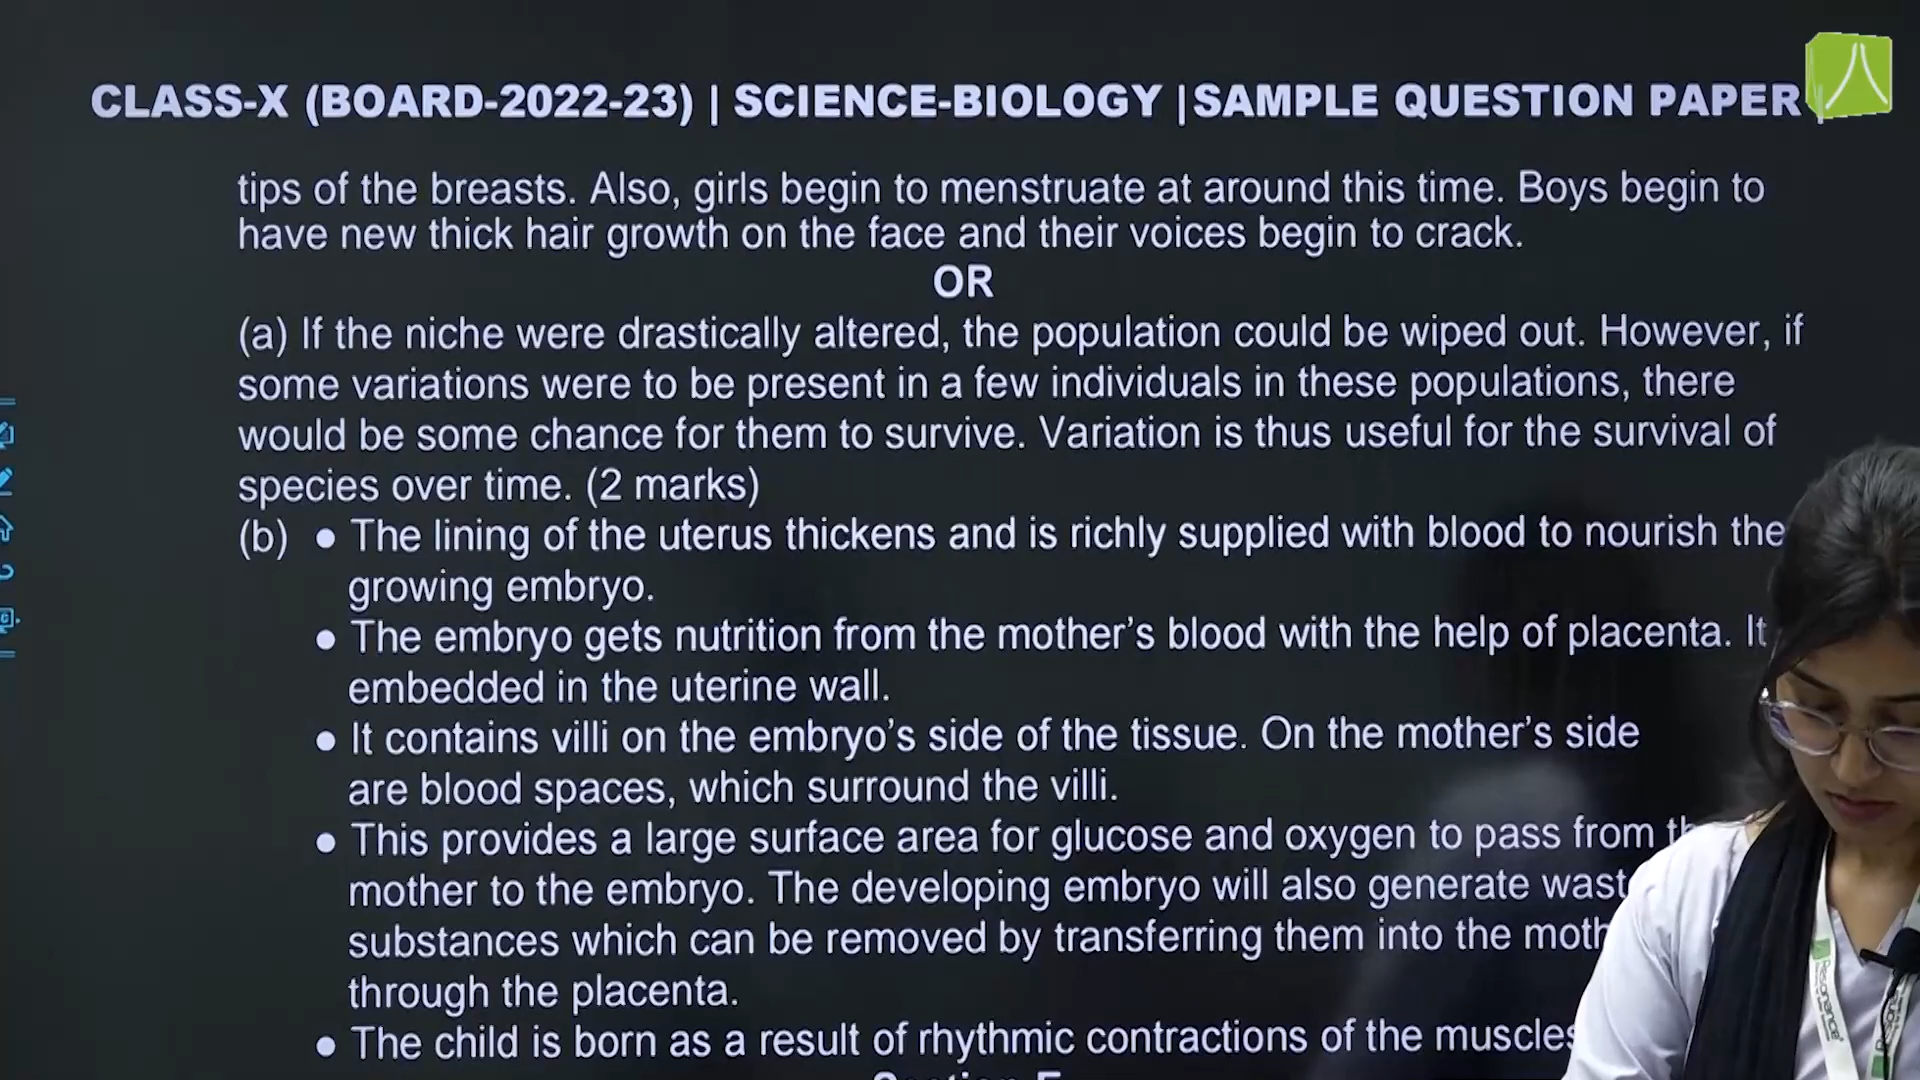 CLASS-X (BOARD-2022-23) | SCIENCE-BIOLOGY |SAMPLE QUESTION PAPER
tips of the breasts. Also, girls begin to menstruate at around this time. Boys begin to
have new thick hair growth on the face and their voices begin to crack.
OR
(a) If the niche were drastically altered, the population could be wiped out. However, if
some variations were to be present in a few individuals in these populations, there
would be some chance for them to survive. Variation is thus useful for the survival of
species over time. (2 marks)
(b) ● The lining of the uterus thickens and is richly supplied with blood to nourish the
growing embryo.
● The embryo gets nutrition from the mother’s blood with the help of placenta. It
embedded in the uterine wall.
● It contains villi on the embryo’s side of the tissue. On the mother’s side
are blood spaces, which surround the villi.
● This provides a large surface area for glucose and oxygen to pass from
mother to the embryo. The developing embryo will also generate
substances which can be removed by transferring them into the
through the placenta.
● The child is born as a result of rhythmic contractions of the muscles
Resonance